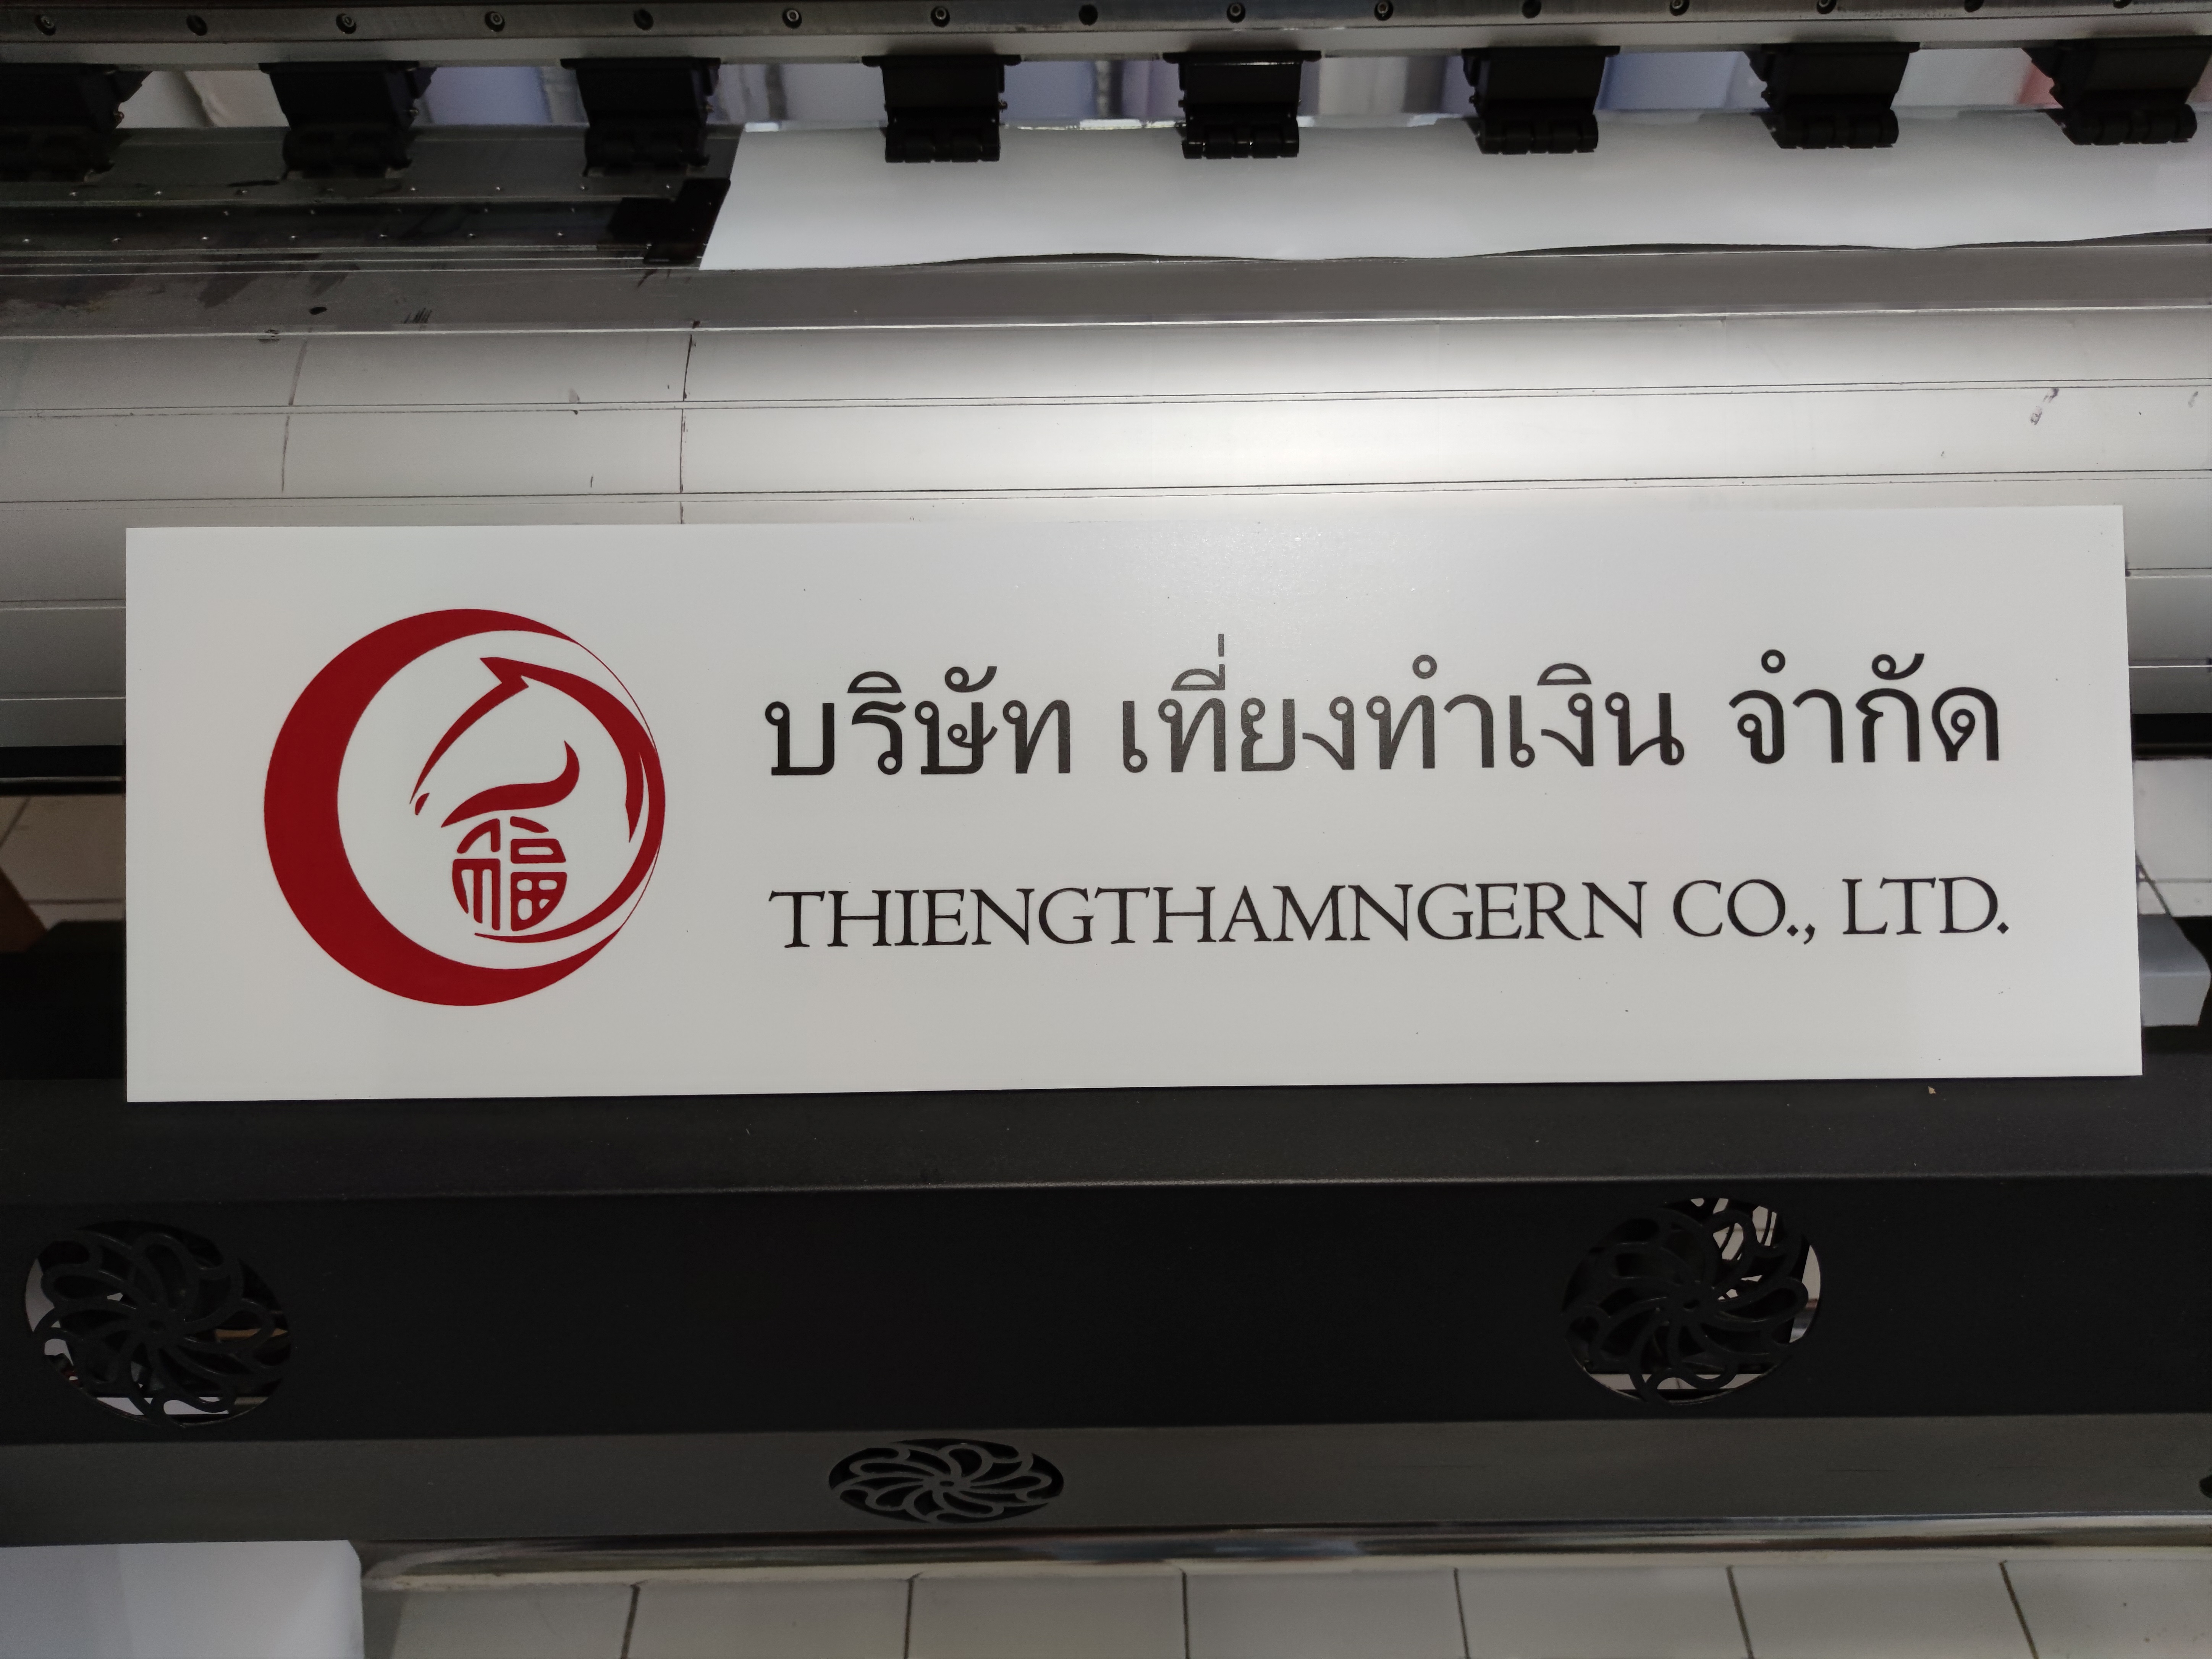 福
บริษัท เที่ยงทำเงิน จำกัด
THIENGTHAMNGERN CO., LTD.